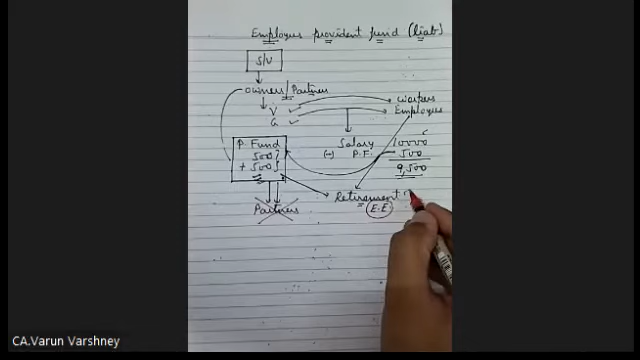 Employees provident fund (liab)
S/V
owners/Partners
V
G
workers
Employees
P. Fund
500
+ 500
Salary 10000
(-) P.F. 500
9,500
Retirement
E.E
Partners
CA.Varun Varshney